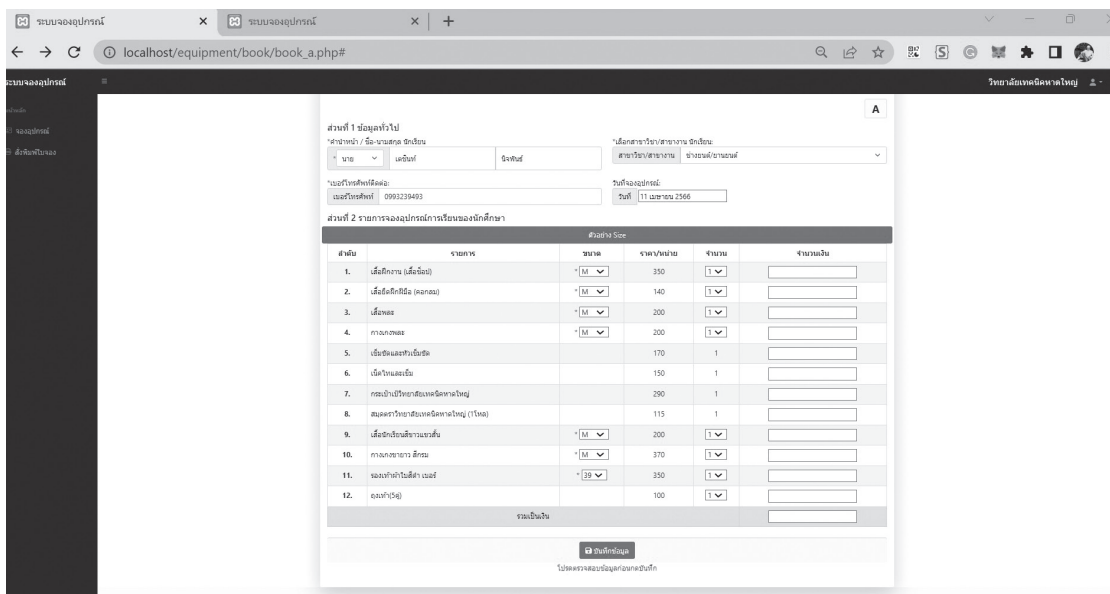 ระบบจองอุปกรณ์ ระบบจองอุปกรณ์
localhost/equipment/book/book_a.php#
ระบบจองอุปกรณ์ วิทยาลัยเทคนิคหาดใหญ่
หน้าหลัก
จองอุปกรณ์
สั่งพิมพ์ใบจอง
A
ส่วนที่ 1 ข้อมูลทั่วไป
*คำนำหน้า / ชื่อ-นามสกุล นักเรียน *เลือกสาขาวิชา/สาขางาน นักเรียน:
* นาย เดชินท์ นิจพันธ์ สาขาวิชา/สาขางาน ช่างยนต์/ยานยนต์
*เบอร์โทรศัพท์ติดต่อ: วันที่จองอุปกรณ์:
เบอร์โทรศัพท์ 0993239493 วันที่ 11 เมษายน 2566
ส่วนที่ 2 รายการจองอุปกรณ์การเรียนของนักศึกษา
ตัวอย่าง Size
ลำดับ รายการ ขนาด ราคา/หน่วย จำนวน จำนวนเงิน
1. เสื้อฝึกงาน (เสื้อช็อป) * M 350 1
2. เสื้อยืดฝึกฝีมือ (คอกลม) * M 140 1
3. เสื้อพละ * M 200 1
4. กางเกงพละ * M 200 1
5. เข็มขัดและหัวเข็มขัด 170 1
6. เน็คไทและเข็ม 150 1
7. กระเป๋าเป้วิทยาลัยเทคนิคหาดใหญ่ 290 1
8. สมุดตราวิทยาลัยเทคนิคหาดใหญ่ (1โหล) 115 1
9. เสื้อนักเรียนสีขาวแขนสั้น * M 200 1
10. กางเกงขายาว สีกรม * M 370 1
11. รองเท้าผ้าใบสีดำ เบอร์ * 39 350 1
12. ถุงเท้า(5คู่) 100 1
รวมเป็นเงิน
บันทึกข้อมูล
โปรดตรวจสอบข้อมูลก่อนกดบันทึก